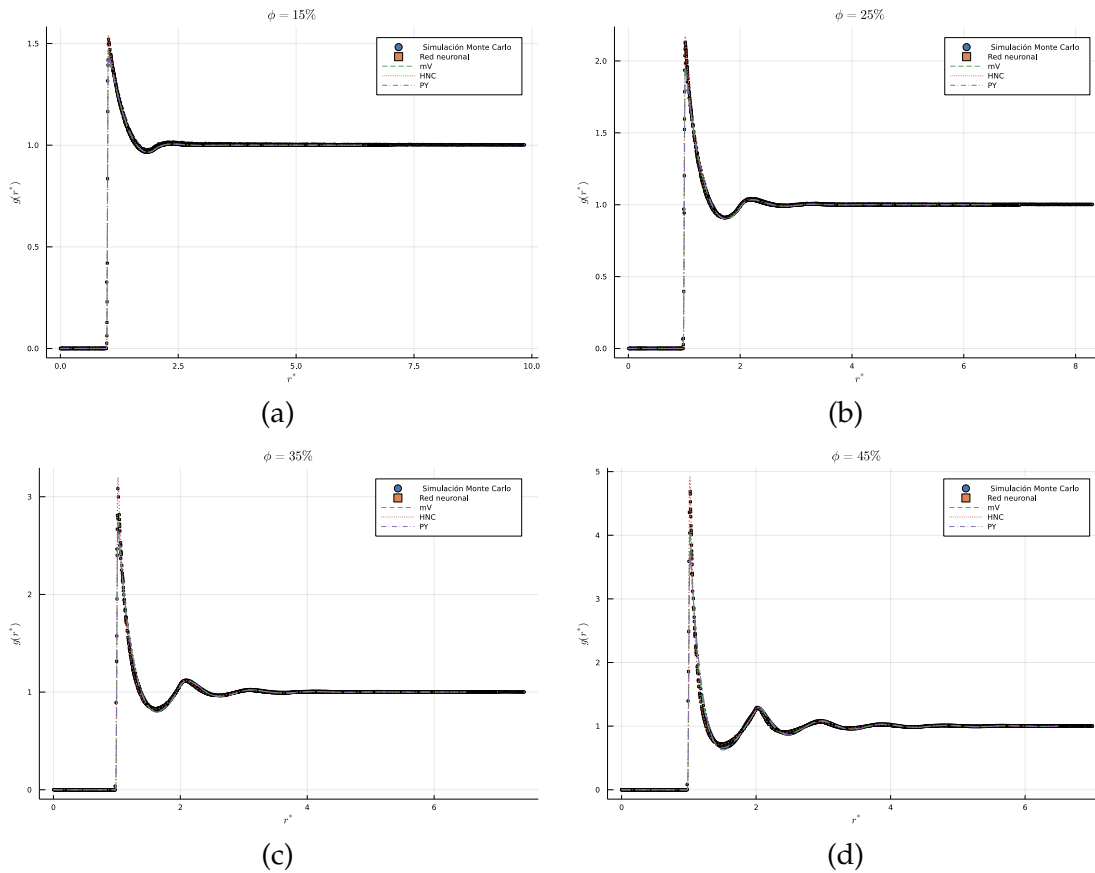 ϕ = 15%
1.5
1.0
0.5
0.0
g(r*)
0.0 2.5 5.0 7.5 10.0
r*
Simulación Monte Carlo
Red neuronal
mV
HNC
PY
(a)
ϕ = 25%
2.0
1.5
1.0
0.5
0.0
g(r*)
0 2 4 6 8
r*
Simulación Monte Carlo
Red neuronal
mV
HNC
PY
(b)
ϕ = 35%
3
2
1
0
g(r*)
0 2 4 6
r*
Simulación Monte Carlo
Red neuronal
mV
HNC
PY
(c)
ϕ = 45%
5
4
3
2
1
0
g(r*)
0 2 4 6
r*
Simulación Monte Carlo
Red neuronal
mV
HNC
PY
(d)